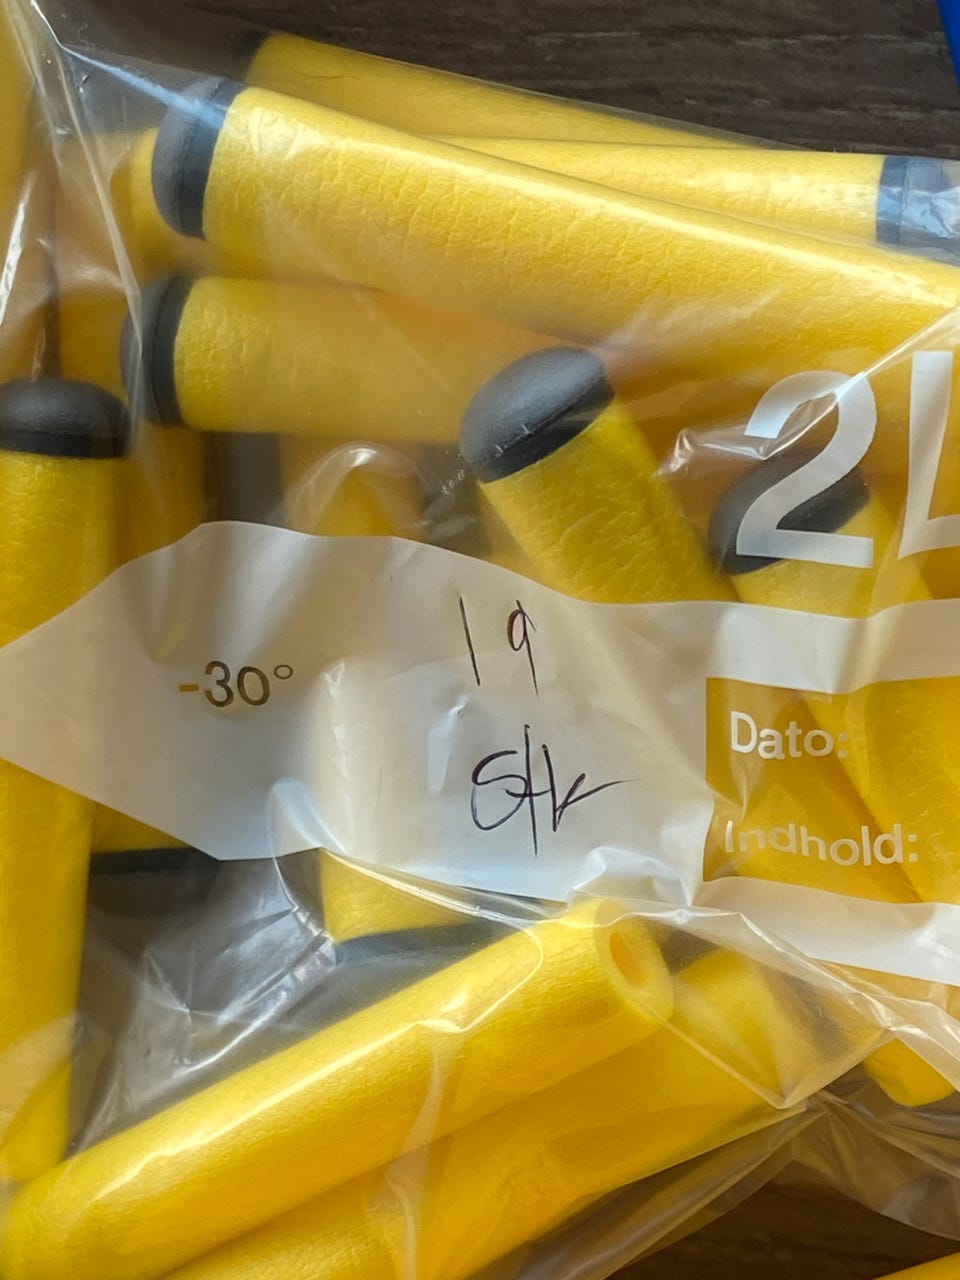 2L
-30°
19
Stk
Dato:
Indhold: